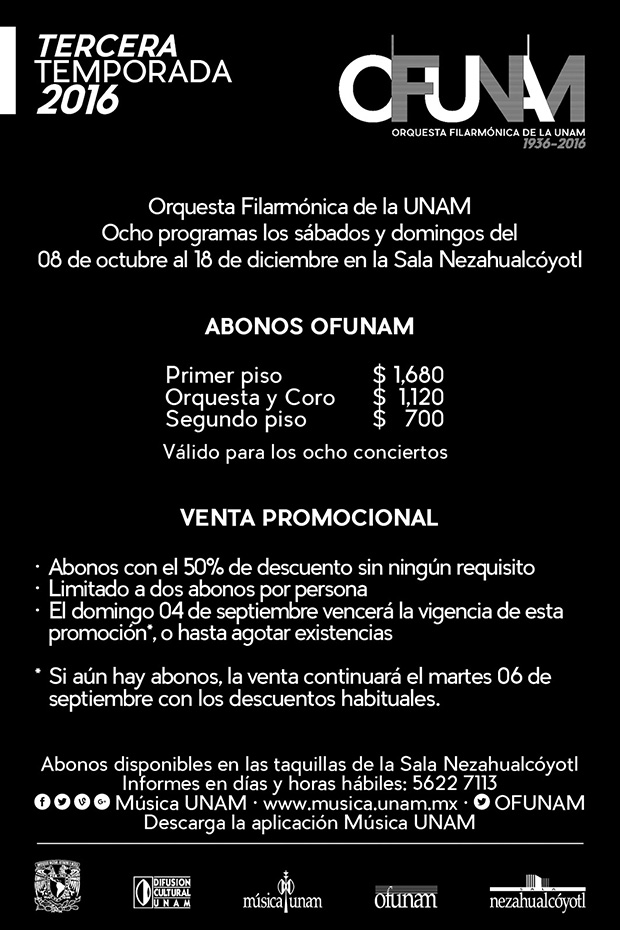 TERCERA
TEMPORADA
2016
OFUNAM
ORQUESTA FILARMÓNICA DE LA UNAM
1936-2016
Orquesta Filarmónica de la UNAM
Ocho programas los sábados y domingos del
08 de octubre al 18 de diciembre en la Sala Nezahualcóyotl
ABONOS OFUNAM
Primer piso $ 1,680
Orquesta y Coro $ 1,120
Segundo piso $ 700
Válido para los ocho conciertos
VENTA PROMOCIONAL
· Abonos con el 50% de descuento sin ningún requisito
· Limitado a dos abonos por persona
· El domingo 04 de septiembre vencerá la vigencia de esta
promoción*, o hasta agotar existencias
* Si aún hay abonos, la venta continuará el martes 06 de
septiembre con los descuentos habituales.
Abonos disponibles en las taquillas de la Sala Nezahualcóyotl
Informes en días y horas hábiles: 5622 7113
Música UNAM · www.musica.unam.mx · OFUNAM
Descarga la aplicación Música UNAM
DIFUSION
CULTURAL
UNAM
música unam
ofunam
SALA
nezahualcóyotl